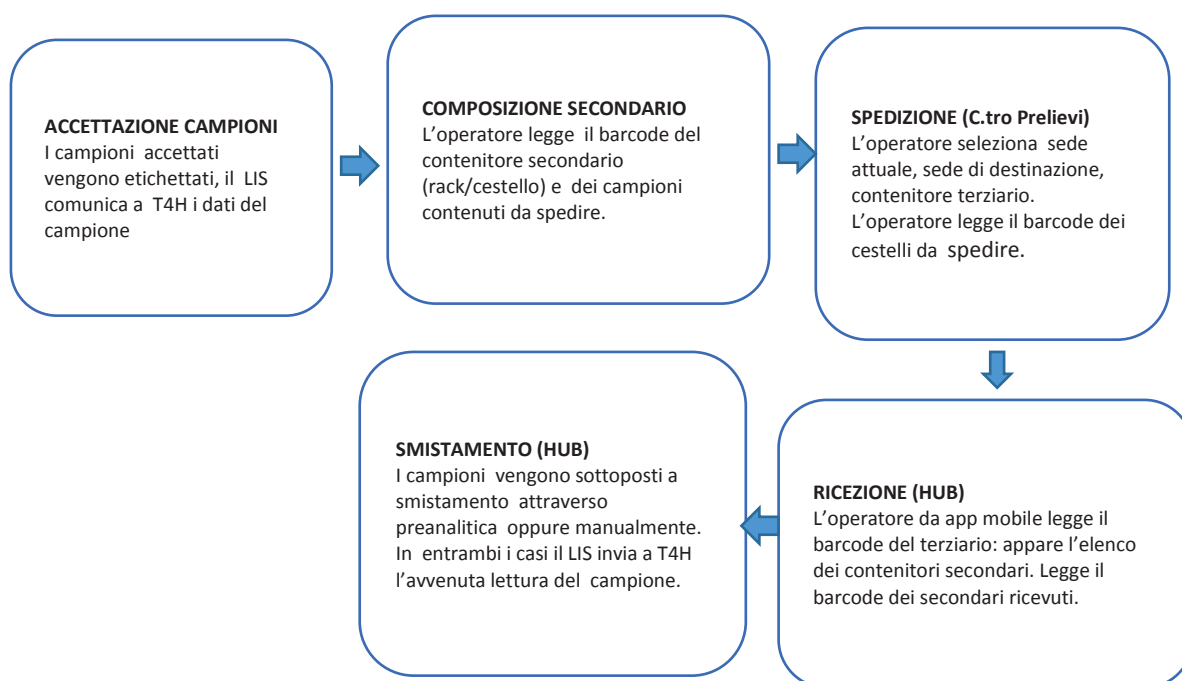 ACCETTAZIONE CAMPIONI
I campioni accettati
vengono etichettati, il LIS
comunica a T4H i dati del
campione
COMPOSIZIONE SECONDARIO
L’operatore legge il barcode del
contenitore secondario
(rack/cestello) e dei campioni
contenuti da spedire.
SPEDIZIONE (C.tro Prelievi)
L’operatore seleziona sede
attuale, sede di destinazione,
contenitore terziario.
L’operatore legge il barcode dei
cestelli da spedire.
RICEZIONE (HUB)
L’operatore da app mobile legge il
barcode del terziario: appare l’elenco
dei contenitori secondari. Legge il
barcode dei secondari ricevuti.
SMISTAMENTO (HUB)
I campioni vengono sottoposti a
smistamento attraverso
preanalitica oppure manualmente.
In entrambi i casi il LIS invia a T4H
l’avvenuta lettura del campione.